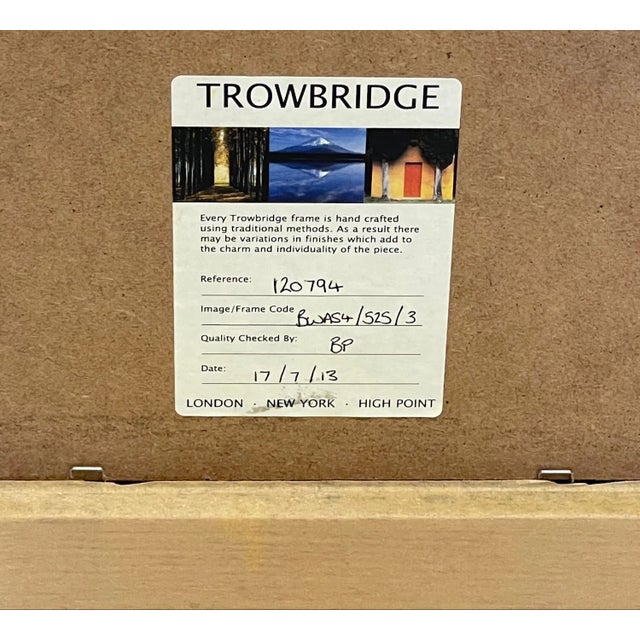 TROWBRIDGE
Every Trowbridge frame is hand crafted
using traditional methods. As a result there
may be variations in finishes which add to
the charm and individuality of the piece.
Reference: 120794
Image/Frame Code BWAS4/525/3
Quality Checked By: BP
Date: 17/7/13
LONDON · NEW YORK · HIGH POINT